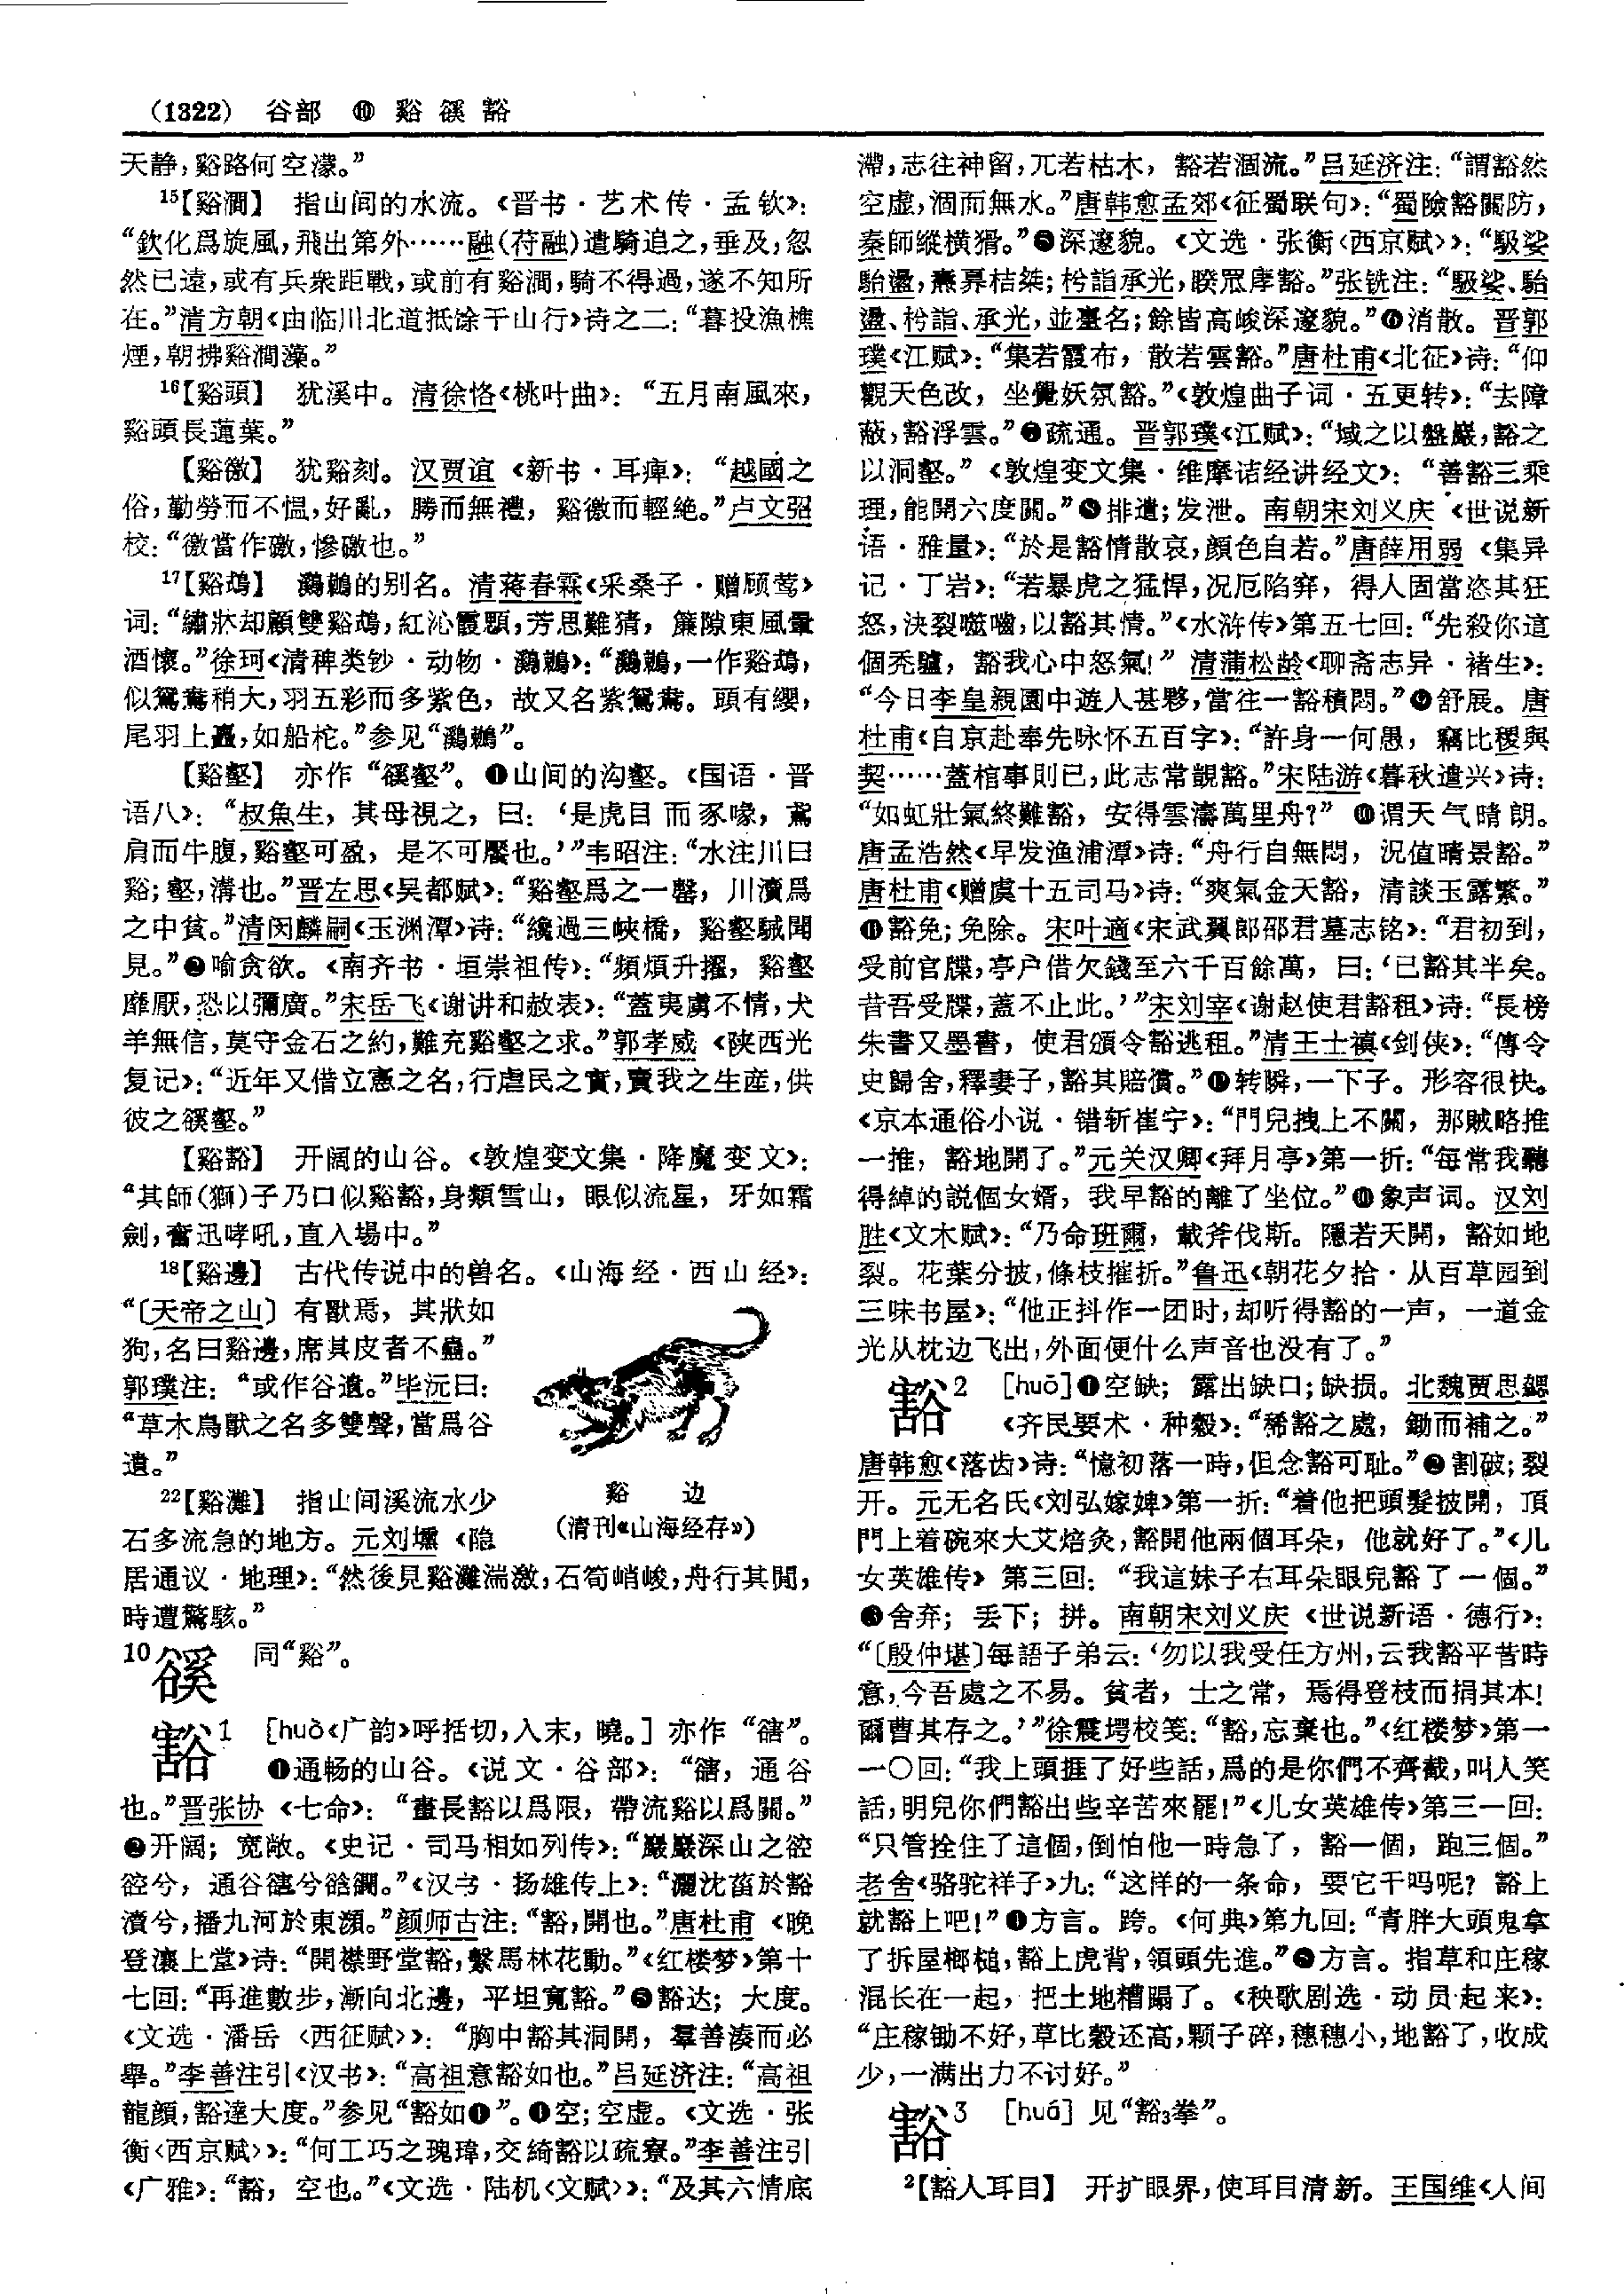 (1322) 谷部 ⑩ 谿 㩗 豁
天静,谿路何空濛。”
15【谿澗】 指山间的水流。《晋书·艺术传·孟钦》:
“欽化爲旋風,飛出第外……融(苻融)遣騎追之,垂及,忽
然已遠,或有兵衆距戰,或前有谿澗,騎不得過,遂不知所
在。”清方朝《由临川北道抵馀干山行》诗之二:“暮投漁樵
煙,朝拂谿澗藻。”
16【谿頭】 犹溪中。清徐恪《桃叶曲》: “五月南風來,
谿頭長蓮葉。”
【谿徼】 犹谿刻。汉贾谊《新书·耳痹》: “越國之
俗,勤勞而不愠,好亂, 勝而無禮, 谿徼而輕絶。”卢文弨
校:“徼當作礉,慘礉也。”
17【谿鴣】 鸂鶒的别名。清蒋春霖《采桑子·赠顾莺》
词:“繡牀却顧雙谿鴣,紅沁霞顋,芳思難猜, 簾隙東風暈
酒懷。”徐珂《清稗类钞·动物·鸂鶒》:“鸂鶒,一作谿鴣,
似鴛鴦稍大,羽五彩而多紫色, 故又名紫鴛鴦。頭有纓,
尾羽上矗,如船柁。”参见“鸂鶒”。
【谿壑】 亦作“豀壑”。❶山间的沟壑。《国语·晋
语八》: “叔魚生, 其母視之, 曰: ‘是虎目而豕喙, 鳶
肩而牛腹,谿壑可盈, 是不可饜也。’”韦昭注:“水注川曰
谿;壑,溝也。”晋左思《吴都赋》:“谿壑爲之一罄, 川瀆爲
之中貧。”清闵麟嗣《玉渊潭》诗:“纔過三峽橋, 谿壑駴聞
見。”❷喻贪欲。《南齐书·垣崇祖传》:“頻煩升擢, 谿壑
靡厭,恐以彌廣。”宋岳飞《谢讲和赦表》:“蓋夷虜不情,犬
羊無信,莫守金石之約,難充谿壑之求。”郭孝威《陕西光
复记》:“近年又借立憲之名,行虐民之實,賣我之生産,供
彼之豀壑。”
【谿豁】 开阔的山谷。《敦煌变文集·降魔变文》:
“其師(獅)子乃口似谿豁,身類雪山, 眼似流星, 牙如霜
劍,奮迅哮吼,直入場中。”
18【谿邊】 古代传说中的兽名。《山海经·西山经》:
“〔天帝之山〕有獸焉, 其狀如
狗,名曰谿邊,席其皮者不蠱。”
郭璞注: “或作谷遺。”毕沅曰:
“草木鳥獸之名多雙聲,當爲谷
遺。”
谿 边
(清刊《山海经存》)
22【谿灘】 指山间溪流水少
石多流急的地方。元刘壎《隐
居通议·地理》:“然後見谿灘湍激,石筍峭峻,舟行其間,
時遭驚駭。”
10豀 同“谿”。
豁1 [huò《广韵》呼括切,入末, 曉。] 亦作“𧯆”。
❶通畅的山谷。《说文·谷部》: “𧯆, 通谷
也。”晋张协《七命》: “畫長豁以爲限, 帶流谿以爲關。”
❷开阔; 宽敞。《史记·司马相如列传》:“巖巖深山之谾
谾兮, 通谷豁兮谽𧮰。”《汉书·扬雄传上》:“灑沈菑於豁
瀆兮,播九河於東瀕。”颜师古注:“豁,開也。”唐杜甫《晚
登瀼上堂》诗:“開襟野堂豁,繫馬林花動。”《红楼梦》第十
七回:“再進數步,漸向北邊, 平坦寬豁。”❸豁达; 大度。
《文选·潘岳〈西征赋〉》: “胸中豁其洞開, 羣善湊而必
舉。”李善注引《汉书》:“高祖意豁如也。”吕延济注:“高祖
龍顔,豁達大度。”参见“豁如❶”。❹空;空虚。《文选·张
衡〈西京赋〉》:“何工巧之瑰瑋,交綺豁以疏寮。”李善注引
《广雅》:“豁, 空也。”《文选·陆机〈文赋〉》:“及其六情底
滯,志往神留,兀若枯木, 豁若涸流。”吕延济注:“謂豁然
空虛,涸而無水。”唐韩愈孟郊《征蜀联句》:“蜀險豁關防,
秦師縱横猾。”❺深邃貌。《文选·张衡〈西京赋〉》:“馺娑
駘盪,燾奡桔桀;枍詣承光,睽罛庨豁。”张铣注:“馺娑、駘
盪、枍詣、承光,並臺名;餘皆高峻深邃貌。”❻消散。晋郭
璞《江赋》:“集若霞布, 散若雲豁。”唐杜甫《北征》诗:“仰
觀天色改, 坐覺妖氛豁。”《敦煌曲子词·五更转》:“去障
蔽,豁浮雲。”❼疏通。晋郭璞《江赋》:“域之以盤巖,豁之
以洞壑。”《敦煌变文集·维摩诘经讲经文》: “善豁三乘
理,能開六度關。”❽排遣;发泄。南朝宋刘义庆《世说新
语·雅量》:“於是豁情散哀,顔色自若。”唐薛用弱《集异
记·丁岩》:“若暴虎之猛悍,况厄陷穽, 得人固當恣其狂
怒,決裂噬嚙,以豁其情。”《水浒传》第五七回:“先殺你這
個秃驢, 豁我心中怒氣!” 清蒲松龄《聊斋志异·褚生》:
“今日李皇親園中遊人甚夥,當往一豁積悶。”❾舒展。唐
杜甫《自京赴奉先咏怀五百字》:“許身一何愚, 竊比稷與
契……蓋棺事則已,此志常覬豁。”宋陆游《暮秋遣兴》诗:
“如虹壯氣終難豁, 安得雲濤萬里舟?” ❿谓天气晴朗。
唐孟浩然《早发渔浦潭》诗:“舟行自無悶, 況值晴景豁。”
唐杜甫《赠虞十五司马》诗:“爽氣金天豁, 清談玉露繁。”
⓫豁免;免除。宋叶適《宋武翼郎邵君墓志铭》:“君初到,
受前官牒,亭户借欠錢至六千百餘萬, 曰:‘已豁其半矣。
昔吾受牒,蓋不止此。’”宋刘宰《谢赵使君豁租》诗:“長榜
朱書又墨書, 使君頒令豁逃租。”清王士禛《剑侠》:“傳令
史歸舍,釋妻子,豁其賠償。”⓬转瞬,一下子。形容很快。
《京本通俗小说·错斩崔宁》:“門兒拽上不關, 那賊略推
一推, 豁地開了。”元关汉卿《拜月亭》第一折:“每常我聽
得綽的説個女婿, 我早豁的離了坐位。”⓭象声词。汉刘
胜《文木赋》:“乃命班爾, 載斧伐斯。隱若天開, 豁如地
裂。花葉分披,條枝摧折。”鲁迅《朝花夕拾·从百草园到
三味书屋》:“他正抖作一团时,却听得豁的一声, 一道金
光从枕边飞出,外面便什么声音也没有了。”
豁2 [huō]❶空缺; 露出缺口;缺损。北魏贾思勰
《齐民要术·种穀》:“稀豁之處, 鋤而補之。”
唐韩愈《落齿》诗:“憶初落一時,但念豁可耻。”❷割破;裂
开。元无名氏《刘弘嫁婢》第一折:“着他把頭髮披開, 頂
門上着碗來大艾焙灸,豁開他兩個耳朵, 他就好了。”《儿
女英雄传》第三回: “我這妹子右耳朵眼兒豁了一個。”
❸舍弃; 丢下; 拼。南朝宋刘义庆《世说新语·德行》:
“〔殷仲堪〕每語子弟云:‘勿以我受任方州,云我豁平昔時
意,今吾處之不易。貧者, 士之常, 焉得登枝而捐其本!
爾曹其存之。’”徐震堮校笺:“豁,忘棄也。”《红楼梦》第一
一〇回:“我上頭捱了好些話,爲的是你們不齊截,叫人笑
話,明兒你們豁出些辛苦來罷!”《儿女英雄传》第三一回:
“只管拴住了這個,倒怕他一時急了, 豁一個, 跑三個。”
老舍《骆驼祥子》九:“这样的一条命, 要它干吗呢? 豁上
就豁上吧!”❹方言。跨。《何典》第九回:“青胖大頭鬼拿
了拆屋榔槌,豁上虎背,領頭先進。”❺方言。指草和庄稼
混长在一起, 把土地糟蹋了。《秧歌剧选·动员起来》:
“庄稼锄不好,草比穀还高,颗子碎,穗穗小,地豁了,收成
少,一满出力不讨好。”
豁3 [huá] 见“豁3拳”。
2【豁人耳目】 开扩眼界,使耳目清新。王国维《人间